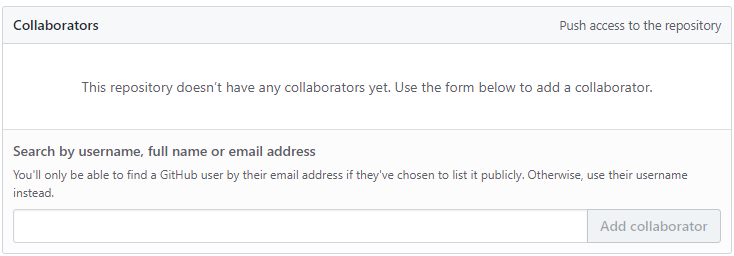 Collaborators
Push access to the repository
This repository doesn't have any collaborators yet. Use the form below to add a collaborator.
Search by username, full name or email address
You'll only be able to find a GitHub user by their email address if they've chosen to list it publicly. Otherwise, use their username
instead.
Add collaborator